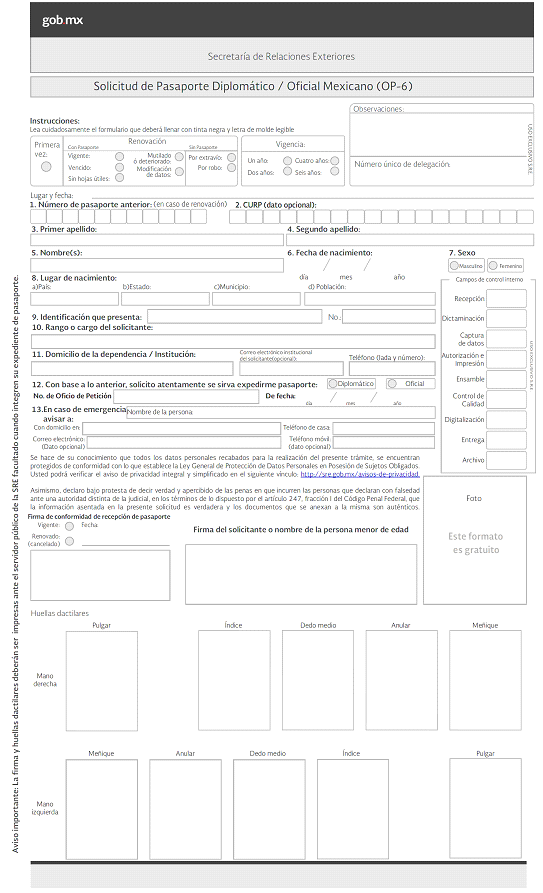 gob mx
Secretaría de Relaciones Exteriores
Solicitud de Pasaporte Diplomático / Oficial Mexicano (OP-6)
Observaciones:
Instrucciones:
Lea cuidadosamente el formulario que deberá llenar con tinta negra y letra de molde legible
Primera vez:
Renovación
Con Pasaporte
Sin Pasaporte
Vigente:
Mutilado ó deteriorado:
Por extravío:
Vencido:
Modificación de datos:
Por robo:
Sin hojas útiles:
Vigencia:
Un año:
Cuatro años:
Dos años:
Seis años:
Número único de delegación:
USO EXCLUSIVO S.R.E.
Lugar y fecha:
1. Número de pasaporte anterior: (en caso de renovación)
2. CURP (dato opcional):
3. Primer apellido:
4. Segundo apellido:
5. Nombre(s):
6. Fecha de nacimiento:
día mes año
7. Sexo
Masculino
Femenino
8. Lugar de nacimiento:
a)País:
b)Estado:
c)Municipio:
d) Población:
Campos de control interno
Recepción
Dictaminación
Captura de datos
Autorización e Impresión
Ensamble
Control de Calidad
Digitalización
Entrega
Archivo
9. Identificación que presenta:
No.:
10. Rango o cargo del solicitante:
11. Domicilio de la dependencia / Institución:
Correo electrónico institucional del solicitante(opcional):
Teléfono (lada y número):
12. Con base a lo anterior, solicito atentamente se sirva expedirme pasaporte:
Diplomático
Oficial
No. de Oficio de Petición
De fecha:
día mes año
13.En caso de emergencia avisar a:
Nombre de la persona:
Con domicilio en:
Teléfono de casa:
Correo electrónico: (Dato opcional)
Teléfono móvil: (dato opcional)
Se hace de su conocimiento que todos los datos personales recabados para la realización del presente trámite, se encuentran
protegidos de conformidad con lo que establece la Ley General de Protección de Datos Personales en Posesión de Sujetos Obligados.
Usted podrá verificar el aviso de privacidad integral y simplificado en el siguiente vínculo: http://sre.gob.mx/avisos-de-privacidad.
Asimismo, declaro bajo protesta de decir verdad y apercibido de las penas en que incurren las personas que declaran con falsedad
ante una autoridad distinta de la judicial, en los términos de lo dispuesto por el artículo 247, fracción I del Código Penal Federal, que
la información asentada en la presente solicitud es verdadera y los documentos que se anexan a la misma son auténticos.
Firma de conformidad de recepción de pasaporte
Vigente:
Fecha:
Renovado: (cancelado)
Firma del solicitante o nombre de la persona menor de edad
Foto
Este formato
es gratuito
Huellas dactilares
Pulgar Índice Dedo medio Anular Meñique
Mano derecha
Meñique Anular Dedo medio Índice Pulgar
Mano izquierda
Aviso importante: La firma y huellas dactilares deberán ser impresas ante el servidor público de la SRE facultado cuando integren su expediente de pasaporte.